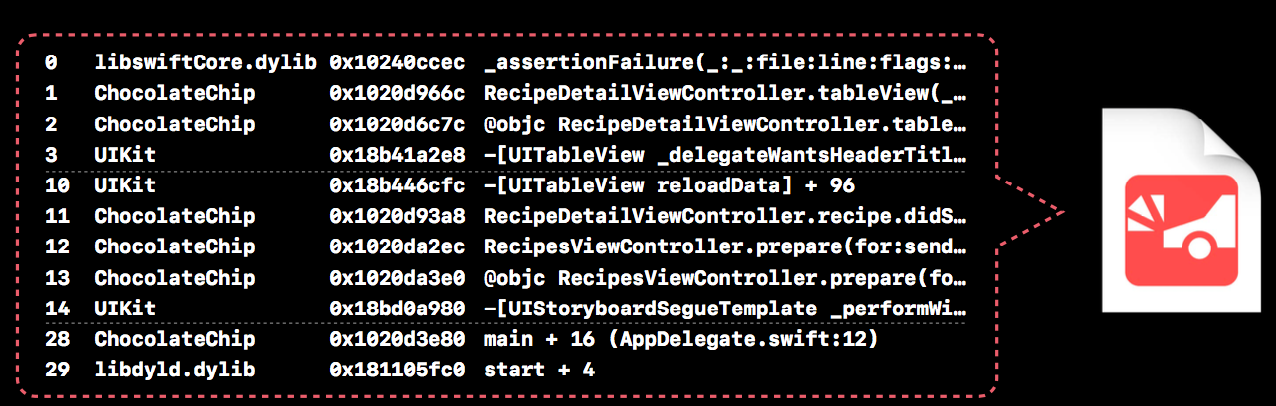 0 libswiftCore.dylib 0x10240ccec _assertionFailure(_:_:file:line:flags:…
1 ChocolateChip 0x1020d966c RecipeDetailViewController.tableView(_…
2 ChocolateChip 0x1020d6c7c @objc RecipeDetailViewController.table…
3 UIKit 0x18b41a2e8 -[UITableView _delegateWantsHeaderTitl…
10 UIKit 0x18b446cfc -[UITableView reloadData] + 96
11 ChocolateChip 0x1020d93a8 RecipeDetailViewController.recipe.didS…
12 ChocolateChip 0x1020da2ec RecipesViewController.prepare(for:send…
13 ChocolateChip 0x1020da3e0 @objc RecipesViewController.prepare(fo…
14 UIKit 0x18bd0a980 -[UIStoryboardSegueTemplate _performWi…
28 ChocolateChip 0x1020d3e80 main + 16 (AppDelegate.swift:12)
29 libdyld.dylib 0x181105fc0 start + 4